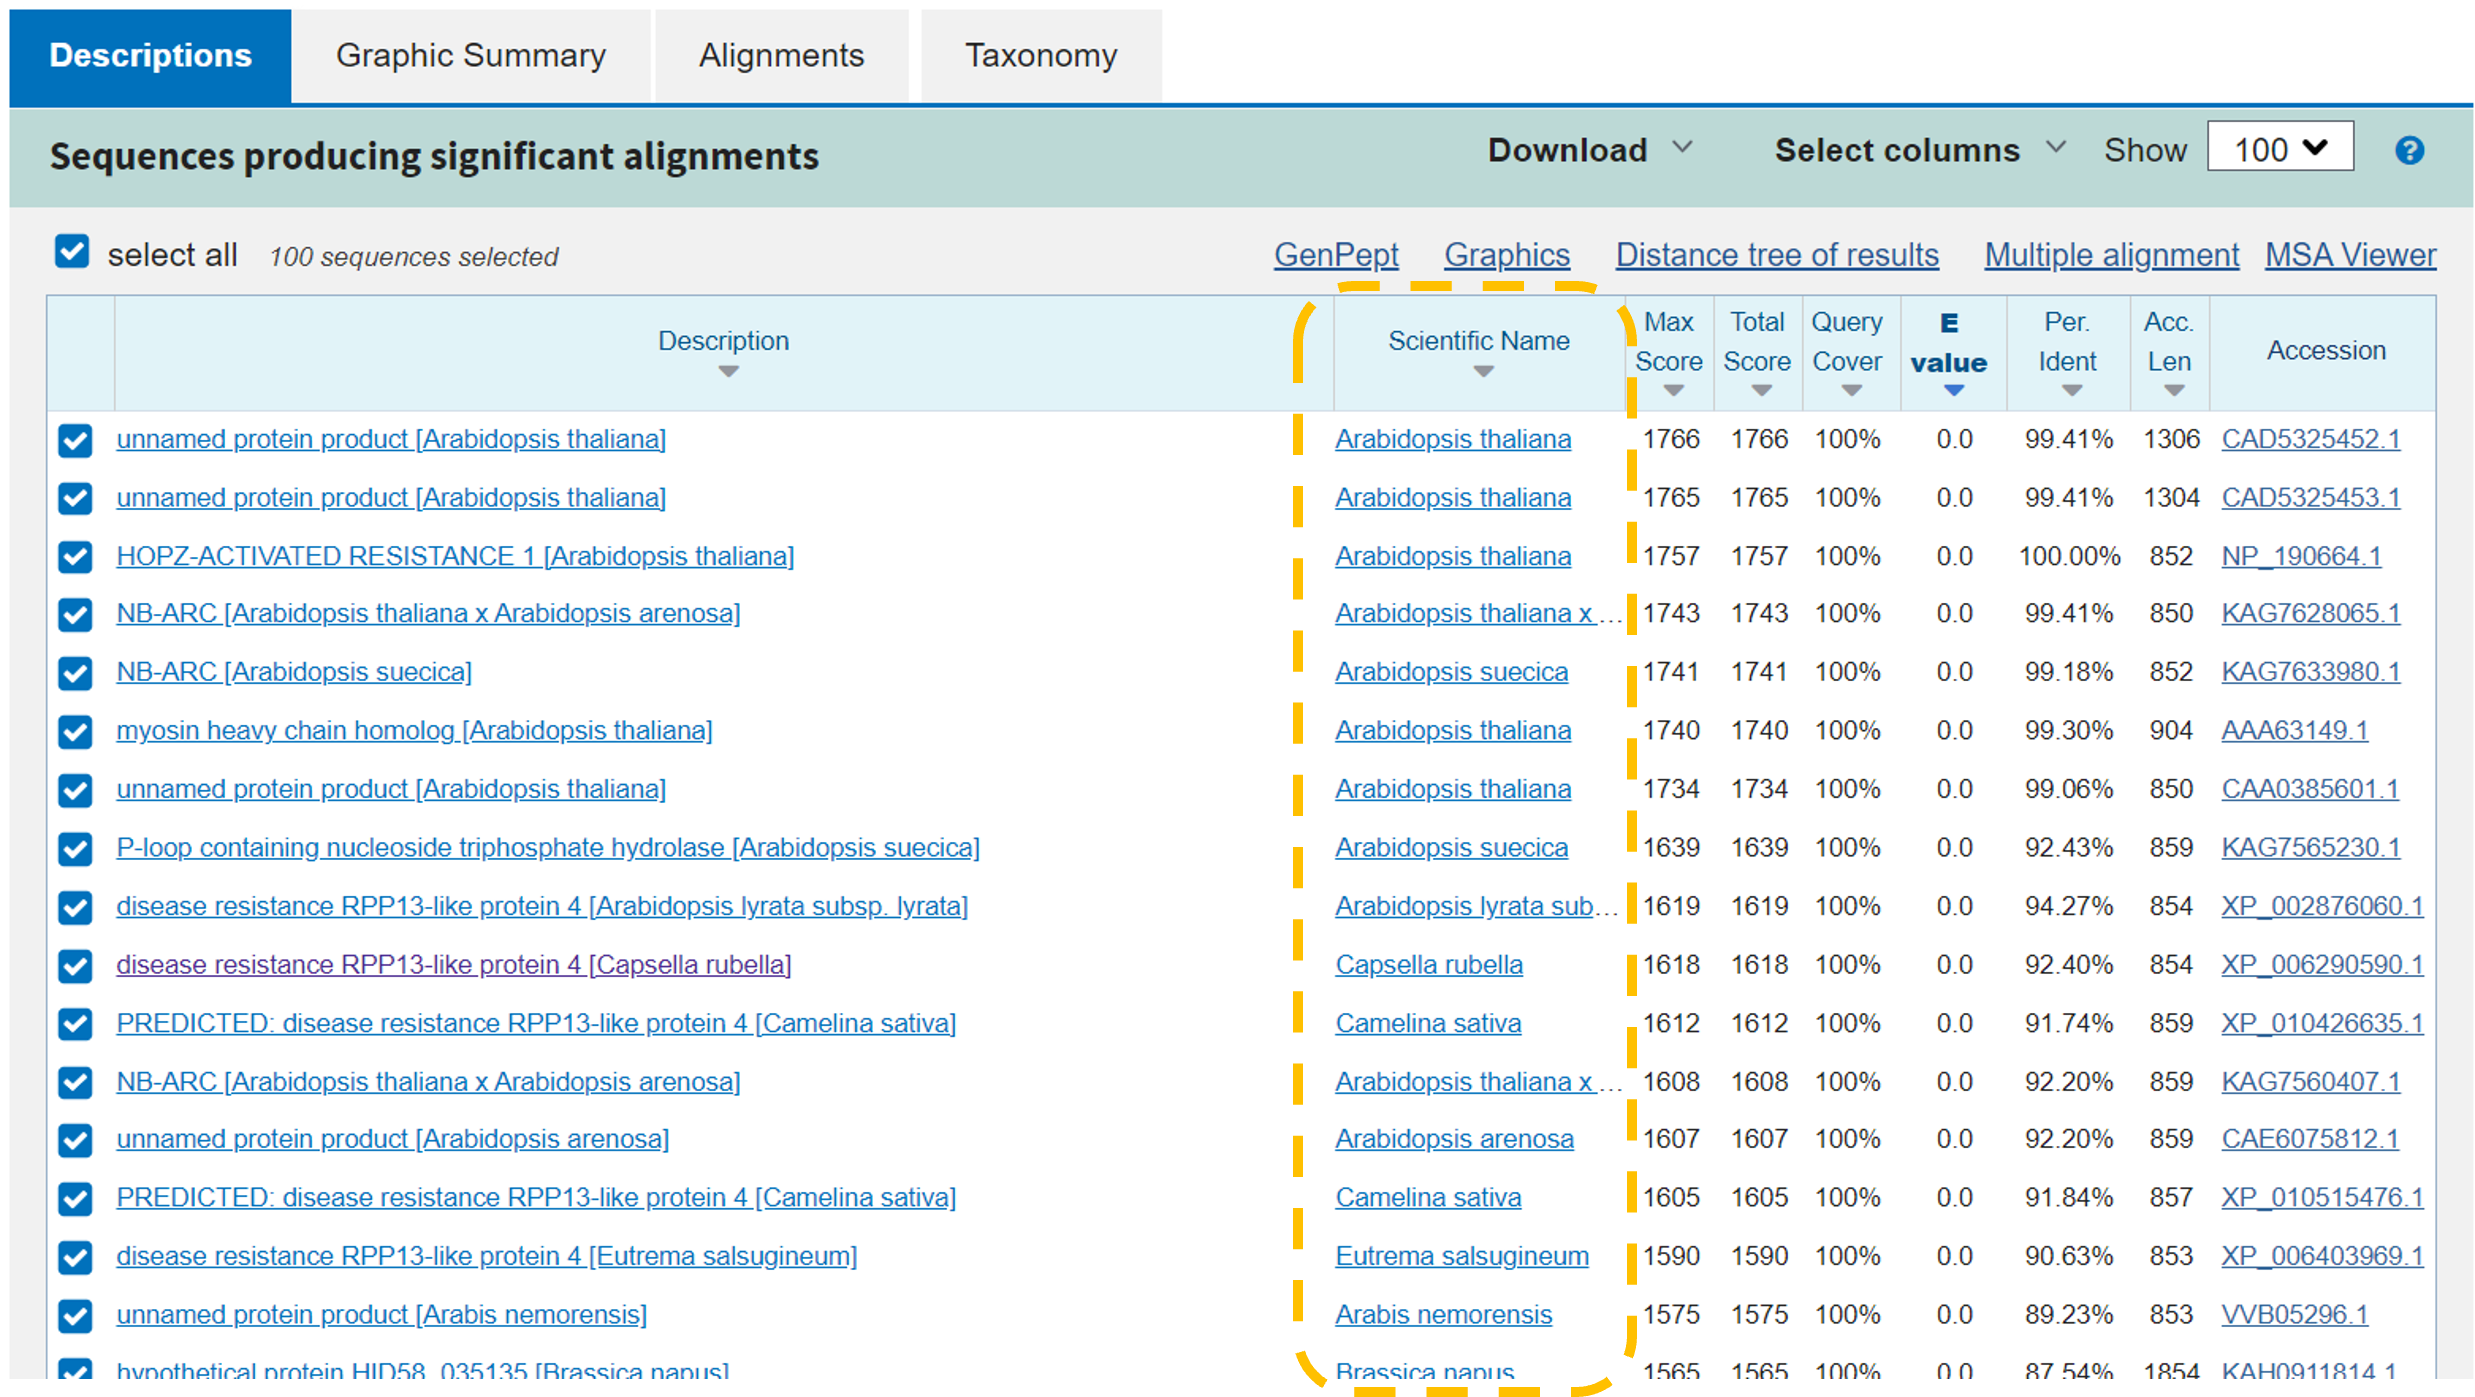 Descriptions Graphic Summary Alignments Taxonomy
Sequences producing significant alignments Download Select columns Show 100 ?
select all 100 sequences selected GenPept Graphics Distance tree of results Multiple alignment MSA Viewer
Description Scientific Name Max Score Total Score Query Cover E value Per. Ident Acc. Len Accession
unnamed protein product [Arabidopsis thaliana] Arabidopsis thaliana 1766 1766 100% 0.0 99.41% 1306 CAD5325452.1
unnamed protein product [Arabidopsis thaliana] Arabidopsis thaliana 1765 1765 100% 0.0 99.41% 1304 CAD5325453.1
HOPZ-ACTIVATED RESISTANCE 1 [Arabidopsis thaliana] Arabidopsis thaliana 1757 1757 100% 0.0 100.00% 852 NP_190664.1
NB-ARC [Arabidopsis thaliana x Arabidopsis arenosa] Arabidopsis thaliana x ... 1743 1743 100% 0.0 99.41% 850 KAG7628065.1
NB-ARC [Arabidopsis suecica] Arabidopsis suecica 1741 1741 100% 0.0 99.18% 852 KAG7633980.1
myosin heavy chain homolog [Arabidopsis thaliana] Arabidopsis thaliana 1740 1740 100% 0.0 99.30% 904 AAA63149.1
unnamed protein product [Arabidopsis thaliana] Arabidopsis thaliana 1734 1734 100% 0.0 99.06% 850 CAA0385601.1
P-loop containing nucleoside triphosphate hydrolase [Arabidopsis suecica] Arabidopsis suecica 1639 1639 100% 0.0 92.43% 859 KAG7565230.1
disease resistance RPP13-like protein 4 [Arabidopsis lyrata subsp. lyrata] Arabidopsis lyrata sub... 1619 1619 100% 0.0 94.27% 854 XP_002876060.1
disease resistance RPP13-like protein 4 [Capsella rubella] Capsella rubella 1618 1618 100% 0.0 92.40% 854 XP_006290590.1
PREDICTED: disease resistance RPP13-like protein 4 [Camelina sativa] Camelina sativa 1612 1612 100% 0.0 91.74% 859 XP_010426635.1
NB-ARC [Arabidopsis thaliana x Arabidopsis arenosa] Arabidopsis thaliana x ... 1608 1608 100% 0.0 92.20% 859 KAG7560407.1
unnamed protein product [Arabidopsis arenosa] Arabidopsis arenosa 1607 1607 100% 0.0 92.20% 859 CAE6075812.1
PREDICTED: disease resistance RPP13-like protein 4 [Camelina sativa] Camelina sativa 1605 1605 100% 0.0 91.84% 857 XP_010515476.1
disease resistance RPP13-like protein 4 [Eutrema salsugineum] Eutrema salsugineum 1590 1590 100% 0.0 90.63% 853 XP_006403969.1
unnamed protein product [Arabis nemorensis] Arabis nemorensis 1575 1575 100% 0.0 89.23% 853 VVB05296.1
hypothetical protein HID58_035135 [Brassica napus] Brassica napus 1565 1565 100% 0.0 87.54% 1854 KAH0911814.1